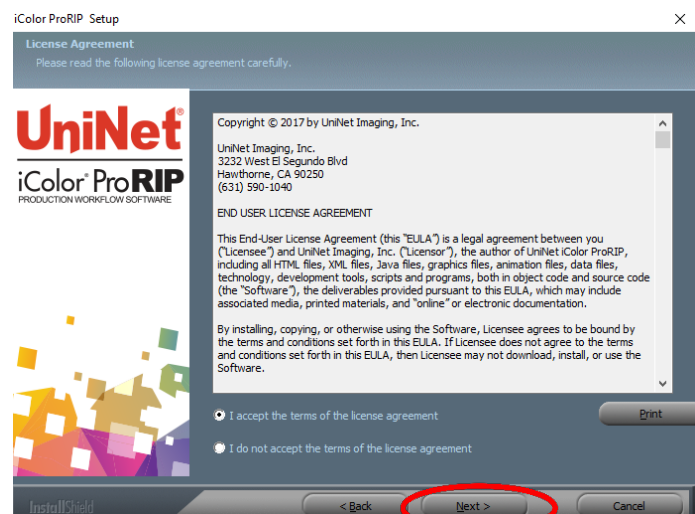 iColor ProRIP Setup
License Agreement
Please read the following license agreement carefully.
UniNet®
iColor® ProRIP
PRODUCTION WORKFLOW SOFTWARE
Copyright © 2017 by UniNet Imaging, Inc.
UniNet Imaging, Inc.
3232 West El Segundo Blvd
Hawthorne, CA 90250
(631) 590-1040
END USER LICENSE AGREEMENT
This End-User License Agreement (this "EULA") is a legal agreement between you
("Licensee") and UniNet Imaging, Inc. ("Licensor"), the author of UniNet iColor ProRIP,
including all HTML files, XML files, Java files, graphics files, animation files, data files,
technology, development tools, scripts and programs, both in object code and source code
(the "Software"), the deliverables provided pursuant to this EULA, which may include
associated media, printed materials, and "online" or electronic documentation.
By installing, copying, or otherwise using the Software, Licensee agrees to be bound by
the terms and conditions set forth in this EULA. If Licensee does not agree to the terms
and conditions set forth in this EULA, then Licensee may not download, install, or use the
Software.
I accept the terms of the license agreement
Print
I do not accept the terms of the license agreement
InstallShield
< Back
Next >
Cancel